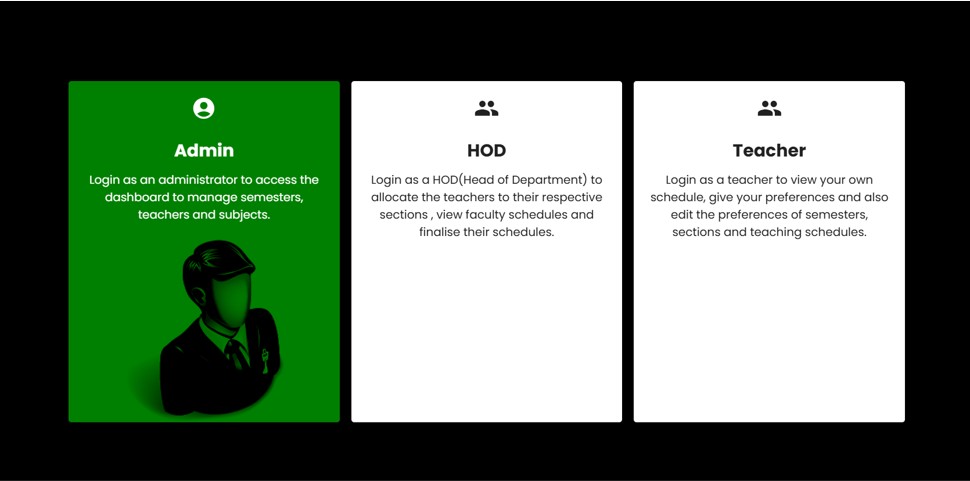 Admin
Login as an administrator to access the
dashboard to manage semesters,
teachers and subjects.
HOD
Login as a HOD(Head of Department) to
allocate the teachers to their respective
sections , view faculty schedules and
finalise their schedules.
Teacher
Login as a teacher to view your own
schedule, give your preferences and also
edit the preferences of semesters,
sections and teaching schedules.